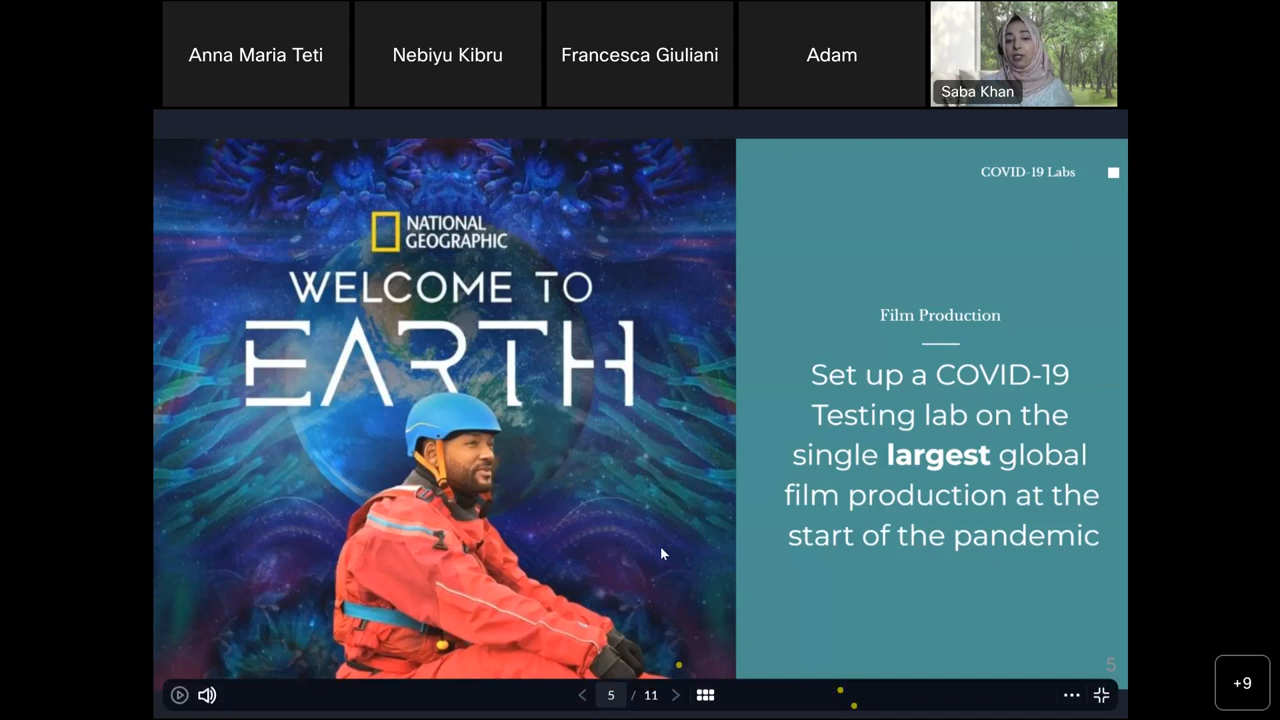 Anna Maria Teti
Nebiyu Kibru
Francesca Giuliani
Adam
Saba Khan
NATIONAL
GEOGRAPHIC
WELCOME TO
EARTH
COVID-19 Labs
Film Production
Set up a COVID-19
Testing lab on the
single largest global
film production at the
start of the pandemic
5
5 / 11
+9